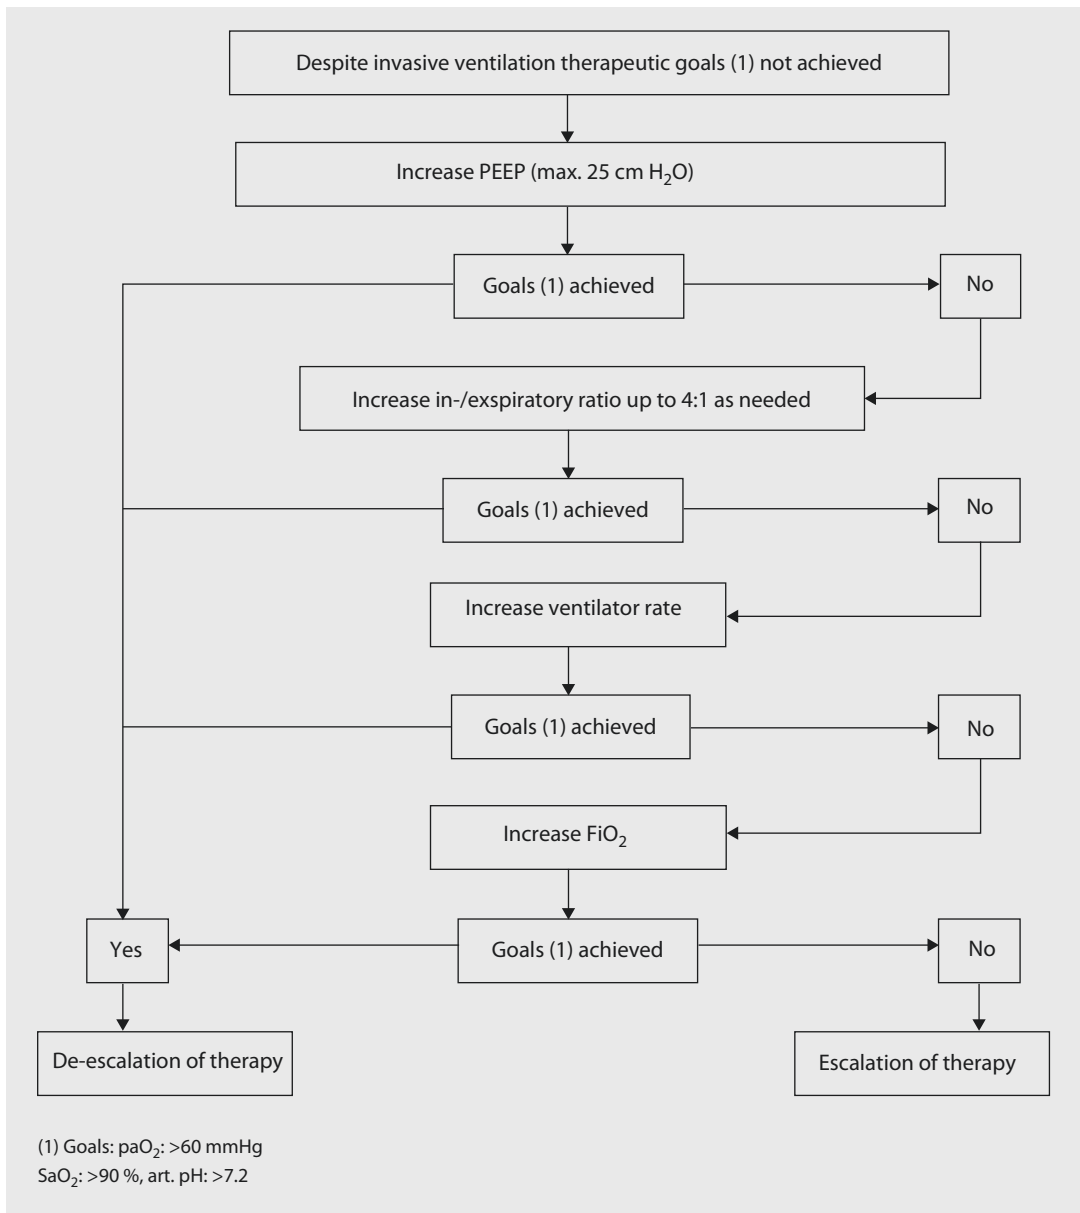 Despite invasive ventilation therapeutic goals (1) not achieved
Increase PEEP (max. 25 cm H₂O)
Goals (1) achieved
No
Increase in-/exspiratory ratio up to 4:1 as needed
Goals (1) achieved
No
Increase ventilator rate
Goals (1) achieved
No
Increase FiO₂
Yes
Goals (1) achieved
No
De-escalation of therapy
Escalation of therapy
(1) Goals: paO₂: >60 mmHg
SaO₂: >90 %, art. pH: >7.2